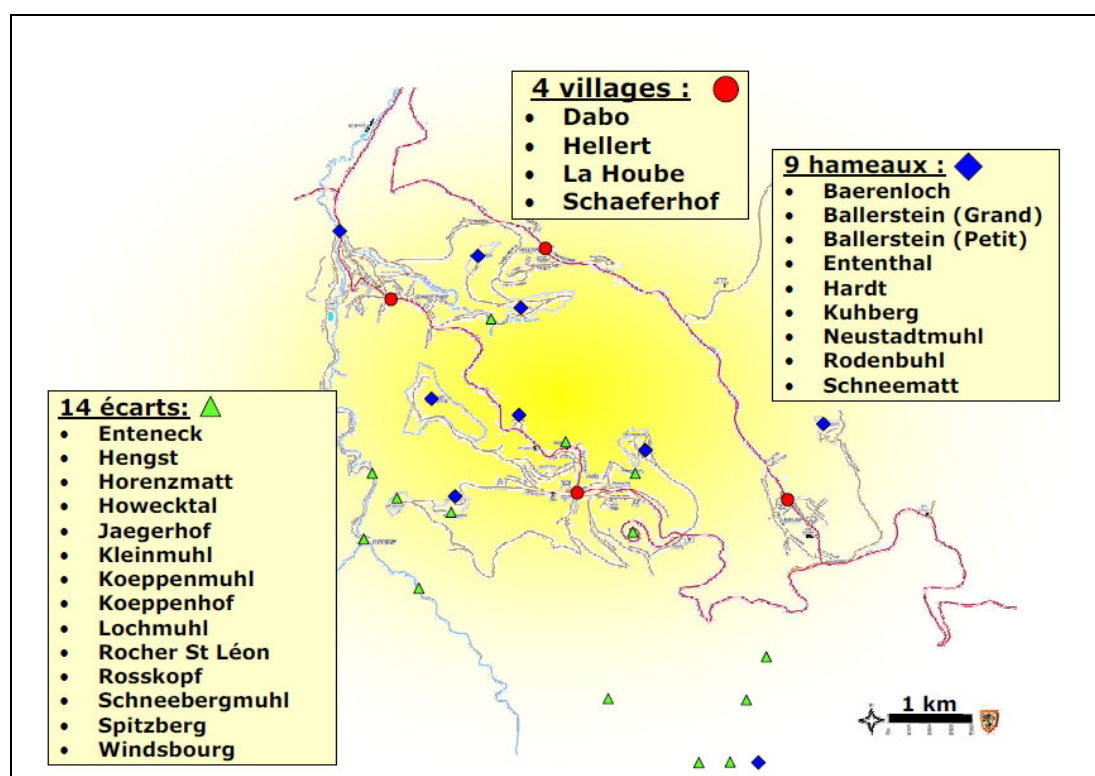 4 villages :
• Dabo
• Hellert
• La Hoube
• Schaeferhof
9 hameaux :
• Baerenloch
• Ballerstein (Grand)
• Ballerstein (Petit)
• Ententhal
• Hardt
• Kuhberg
• Neustadtmuhl
• Rodenbuhl
• Schneematt
14 écarts:
• Enteneck
• Hengst
• Horenzmatt
• Howecktal
• Jaegerhof
• Kleinmuhl
• Koeppenmuhl
• Koeppenhof
• Lochmuhl
• Rocher St Léon
• Rosskopf
• Schneebergmuhl
• Spitzberg
• Windsbourg
1 km